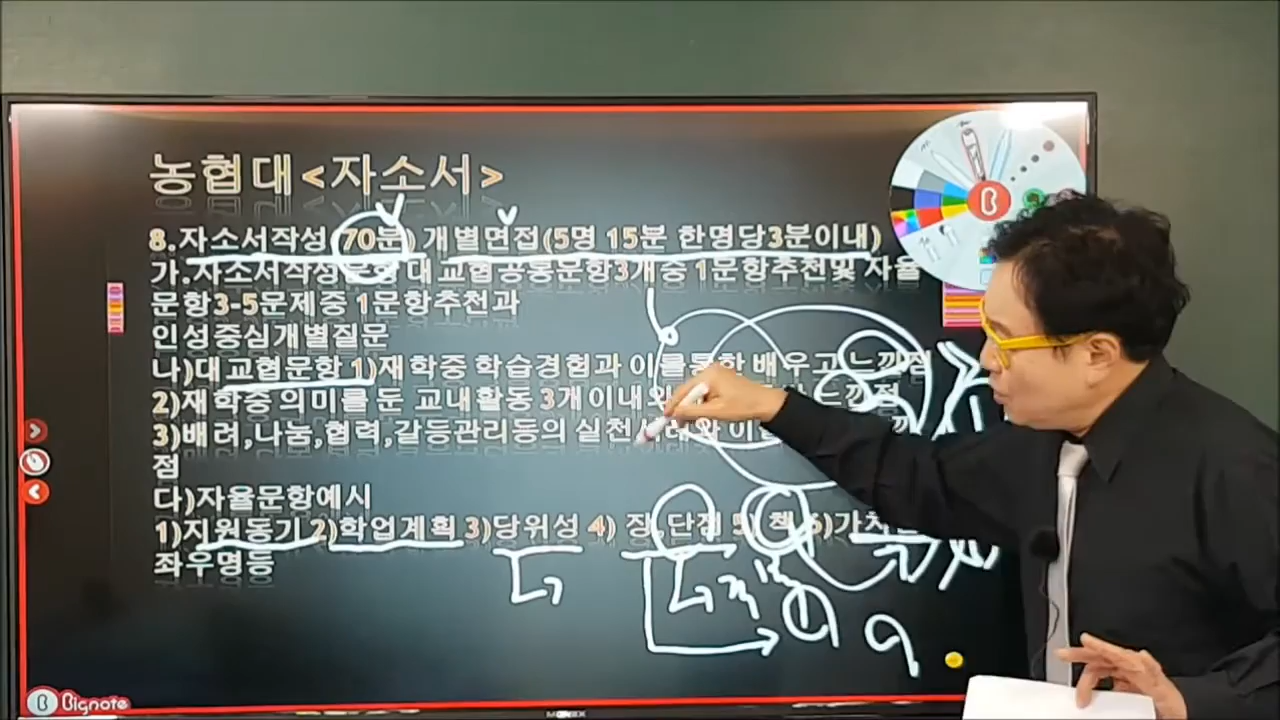 농협대<자소서>
8.자소서작성(70분) 개별면접(5명 15분 한명당3분이내)
가.자소서작성문항 대교협공통문항3개중 1문항추천및 자율
문항3-5문제중 1문항추천과
인성중심개별질문
나)대교협문항 1)재학중 학습경험과 이를통한 배우고느낀점
2)재학중의미를 둔 교내활동 3개이내와 느낀점
3)배려,나눔,협력,갈등관리등의 실천사례와
점
다)자율문항예시
1)지원동기 2)학업계획 3)당위성 4) 장,단점 5) 책 6)가치관
좌우명등
Bignote